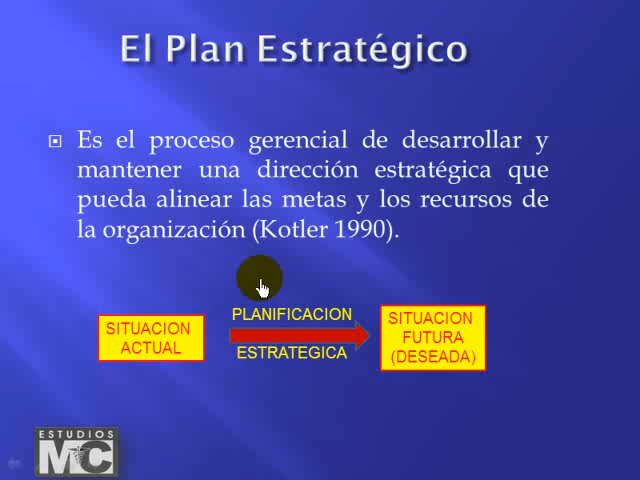 El Plan Estratégico
Es el proceso gerencial de desarrollar y
mantener una dirección estratégica que
pueda alinear las metas y los recursos de
la organización (Kotler 1990).
SITUACION
ACTUAL
PLANIFICACION
ESTRATEGICA
SITUACION
FUTURA
(DESEADA)
ESTUDIOS
MC